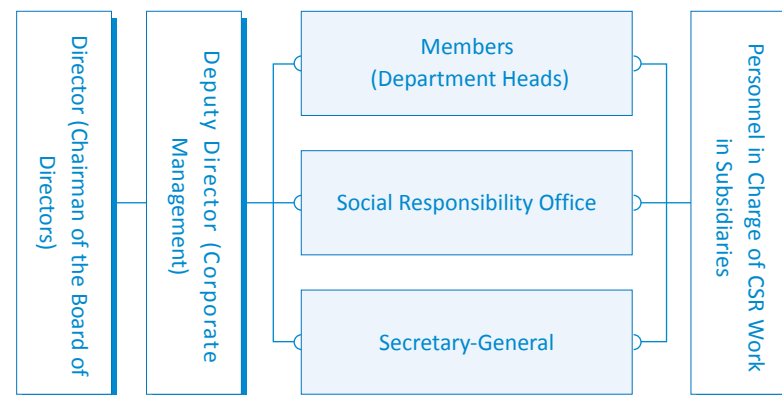 Director (Chairman of the Board of
Directors)
Deputy Director (Corporate
Management)
Members
(Department Heads)
Social Responsibility Office
Secretary-General
Personnel in Charge of CSR Work
in Subsidiaries